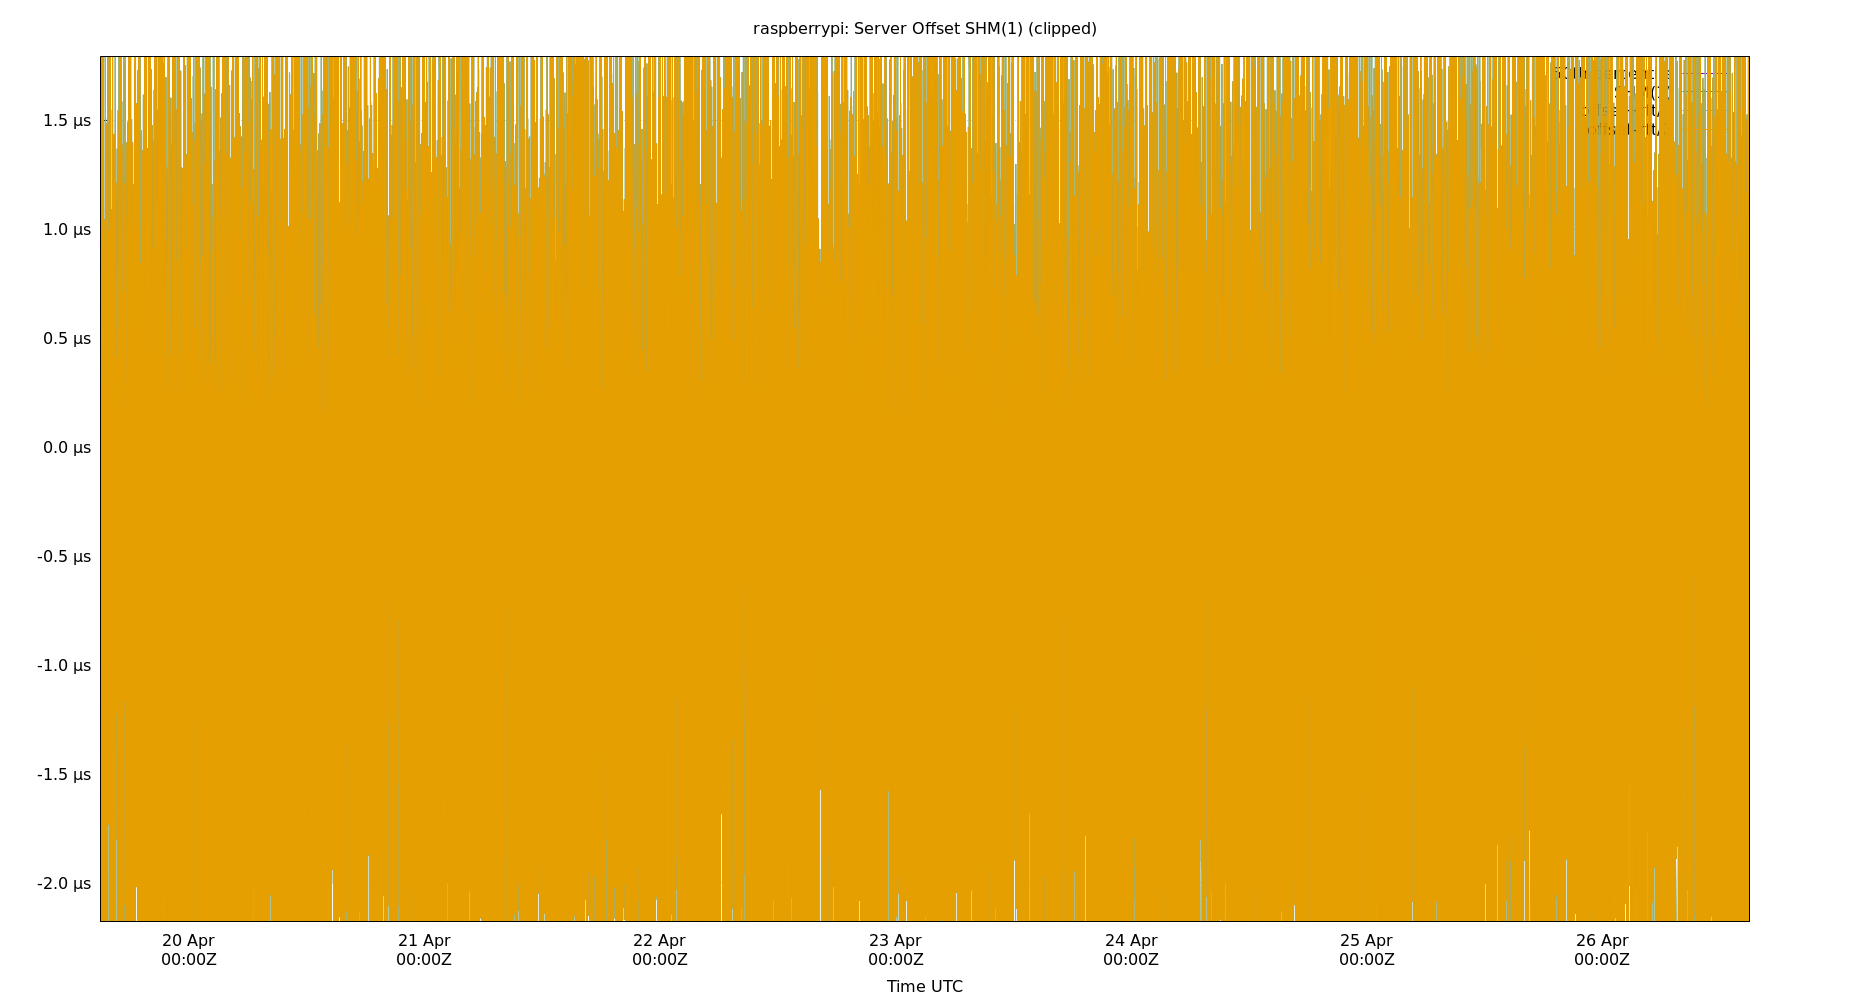 raspberrypi: Server Offset SHM(1) (clipped)
1.5 µs
1.0 µs
0.5 µs
0.0 µs
-0.5 µs
-1.0 µs
-1.5 µs
-2.0 µs
20 Apr
00:00Z
21 Apr
00:00Z
22 Apr
00:00Z
23 Apr
00:00Z
24 Apr
00:00Z
25 Apr
00:00Z
26 Apr
00:00Z
Time UTC